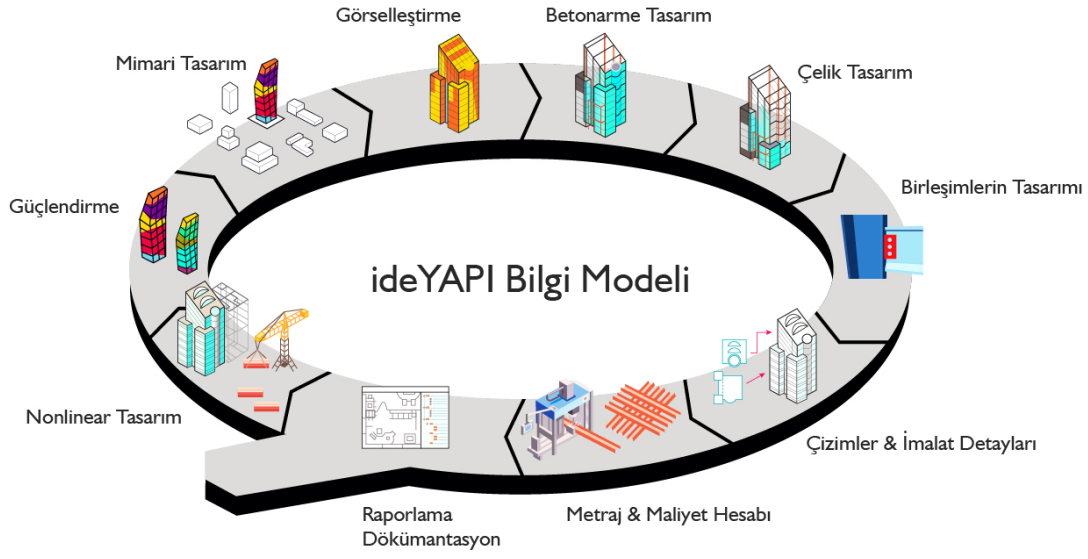 Görselleştirme
Betonarme Tasarım
Mimari Tasarım
Çelik Tasarım
Güçlendirme
Birleşimlerin Tasarımı
ideYAPI Bilgi Modeli
Nonlinear Tasarım
Çizimler & İmalat Detayları
Raporlama
Dökümantasyon
Metraj & Maliyet Hesabı